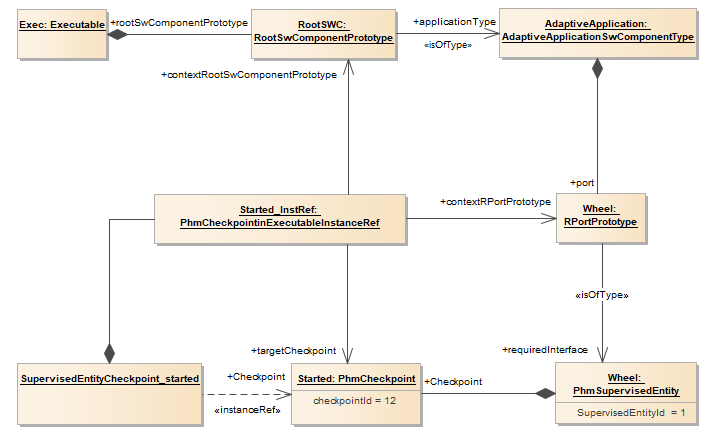 Exec: Executable
+rootSwComponentPrototype
RootSWC:
RootSwComponentPrototype
+applicationType
«isOfType»
AdaptiveApplication:
AdaptiveApplicationSwComponentType
+contextRootSwComponentPrototype
+port
Started_InstRef:
PhmCheckpointinExecutableInstanceRef
+contextRPortPrototype
Wheel:
RPortPrototype
«isOfType»
+targetCheckpoint
+requiredInterface
SupervisedEntityCheckpoint_started
+Checkpoint
«instanceRef»
Started: PhmCheckpoint
checkpointId = 12
+Checkpoint
Wheel:
PhmSupervisedEntity
SupervisedEntityId = 1